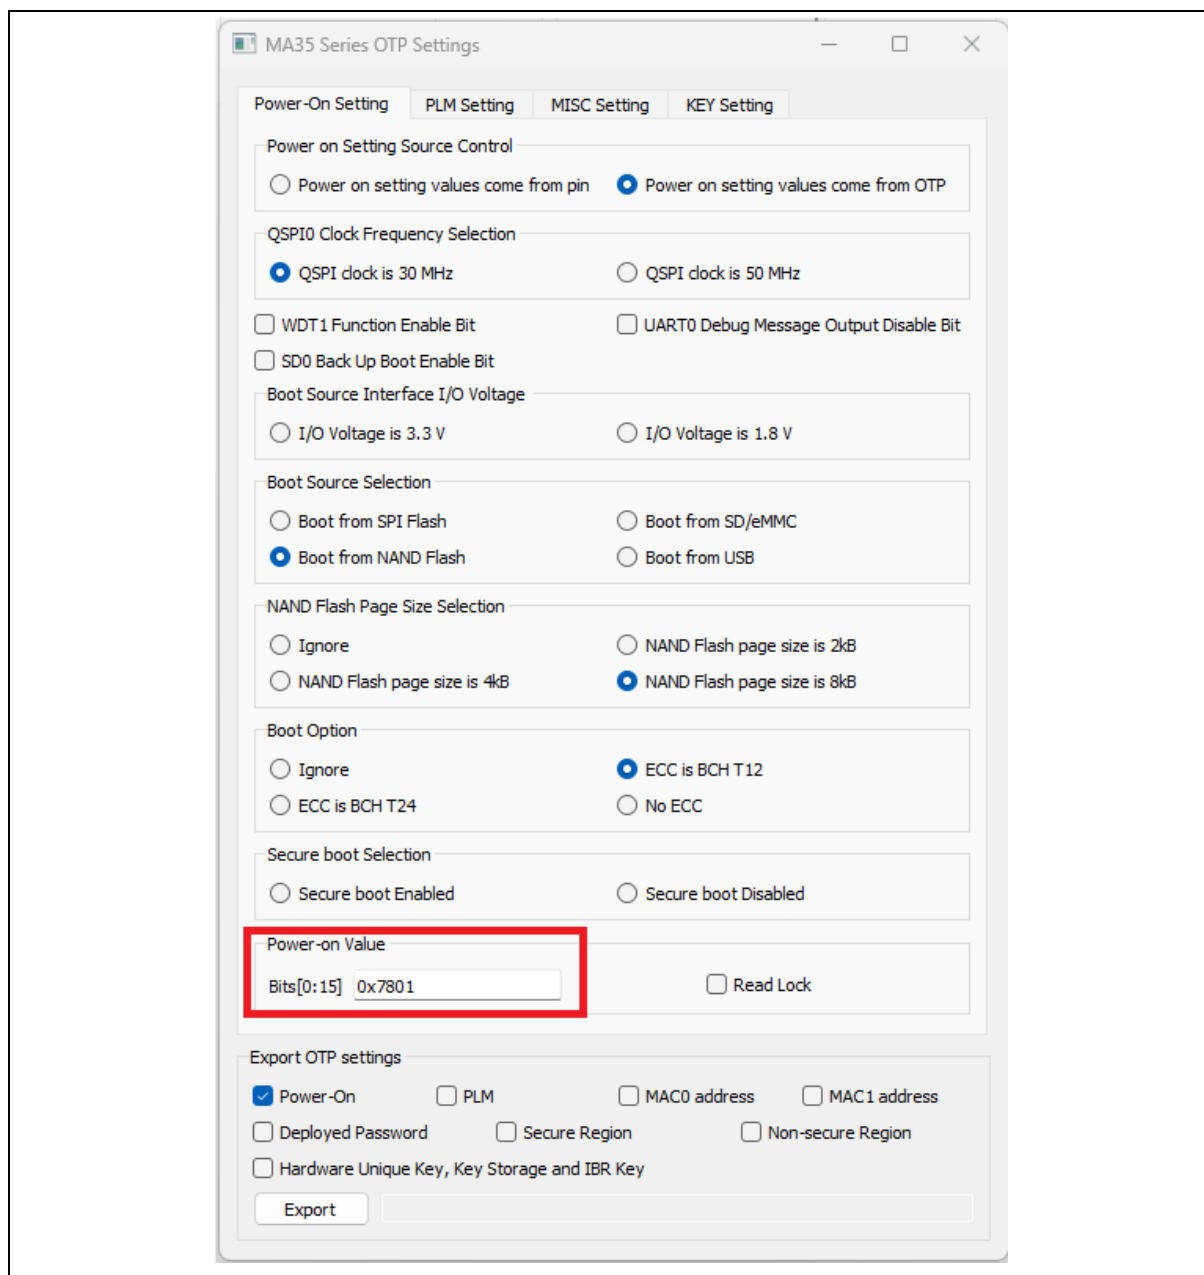 MA35 Series OTP Settings
Power-On Setting PLM Setting MISC Setting KEY Setting
Power on Setting Source Control
Power on setting values come from pin Power on setting values come from OTP
QSPI0 Clock Frequency Selection
QSPI clock is 30 MHz QSPI clock is 50 MHz
WDT1 Function Enable Bit UART0 Debug Message Output Disable Bit
SD0 Back Up Boot Enable Bit
Boot Source Interface I/O Voltage
I/O Voltage is 3.3 V I/O Voltage is 1.8 V
Boot Source Selection
Boot from SPI Flash Boot from SD/eMMC
Boot from NAND Flash Boot from USB
NAND Flash Page Size Selection
Ignore NAND Flash page size is 2kB
NAND Flash page size is 4kB NAND Flash page size is 8kB
Boot Option
Ignore ECC is BCH T12
ECC is BCH T24 No ECC
Secure boot Selection
Secure boot Enabled Secure boot Disabled
Power-on Value
Bits[0:15] 0x7801 Read Lock
Export OTP settings
Power-On PLM MAC0 address MAC1 address
Deployed Password Secure Region Non-secure Region
Hardware Unique Key, Key Storage and IBR Key
Export